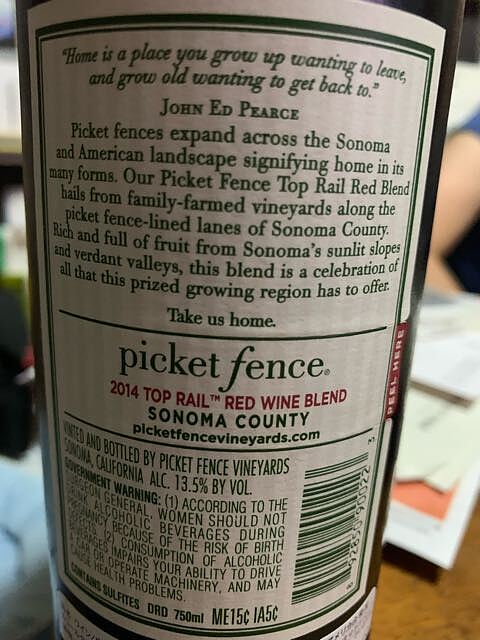 “Home is a place you grow up wanting to leave,
and grow old wanting to get back to.”
JOHN ED PEARCE
Picket fences expand across the Sonoma
and American landscape signifying home in its
many forms. Our Picket Fence Top Rail Red Blend
hails from family-farmed vineyards along the
picket fence-lined lanes of Sonoma County.
Rich and full of fruit from Sonoma’s sunlit slopes
and verdant valleys, this blend is a celebration of
all that this prized growing region has to offer.
Take us home.
picket fence®
2014 TOP RAIL™ RED WINE BLEND
SONOMA COUNTY
picketfencevineyards.com
VINTED AND BOTTLED BY PICKET FENCE VINEYARDS
SONOMA, CALIFORNIA ALC. 13.5% BY VOL.
GOVERNMENT WARNING: (1) ACCORDING TO THE
SURGEON GENERAL, WOMEN SHOULD NOT
DRINK ALCOHOLIC BEVERAGES DURING
PREGNANCY BECAUSE OF THE RISK OF BIRTH
DEFECTS. (2) CONSUMPTION OF ALCOHOLIC
BEVERAGES IMPAIRS YOUR ABILITY TO DRIVE
A CAR OR OPERATE MACHINERY, AND MAY
CAUSE HEALTH PROBLEMS.
CONTAINS SULFITES DRD 750ml ME15¢ IA5¢
PEEL HERE